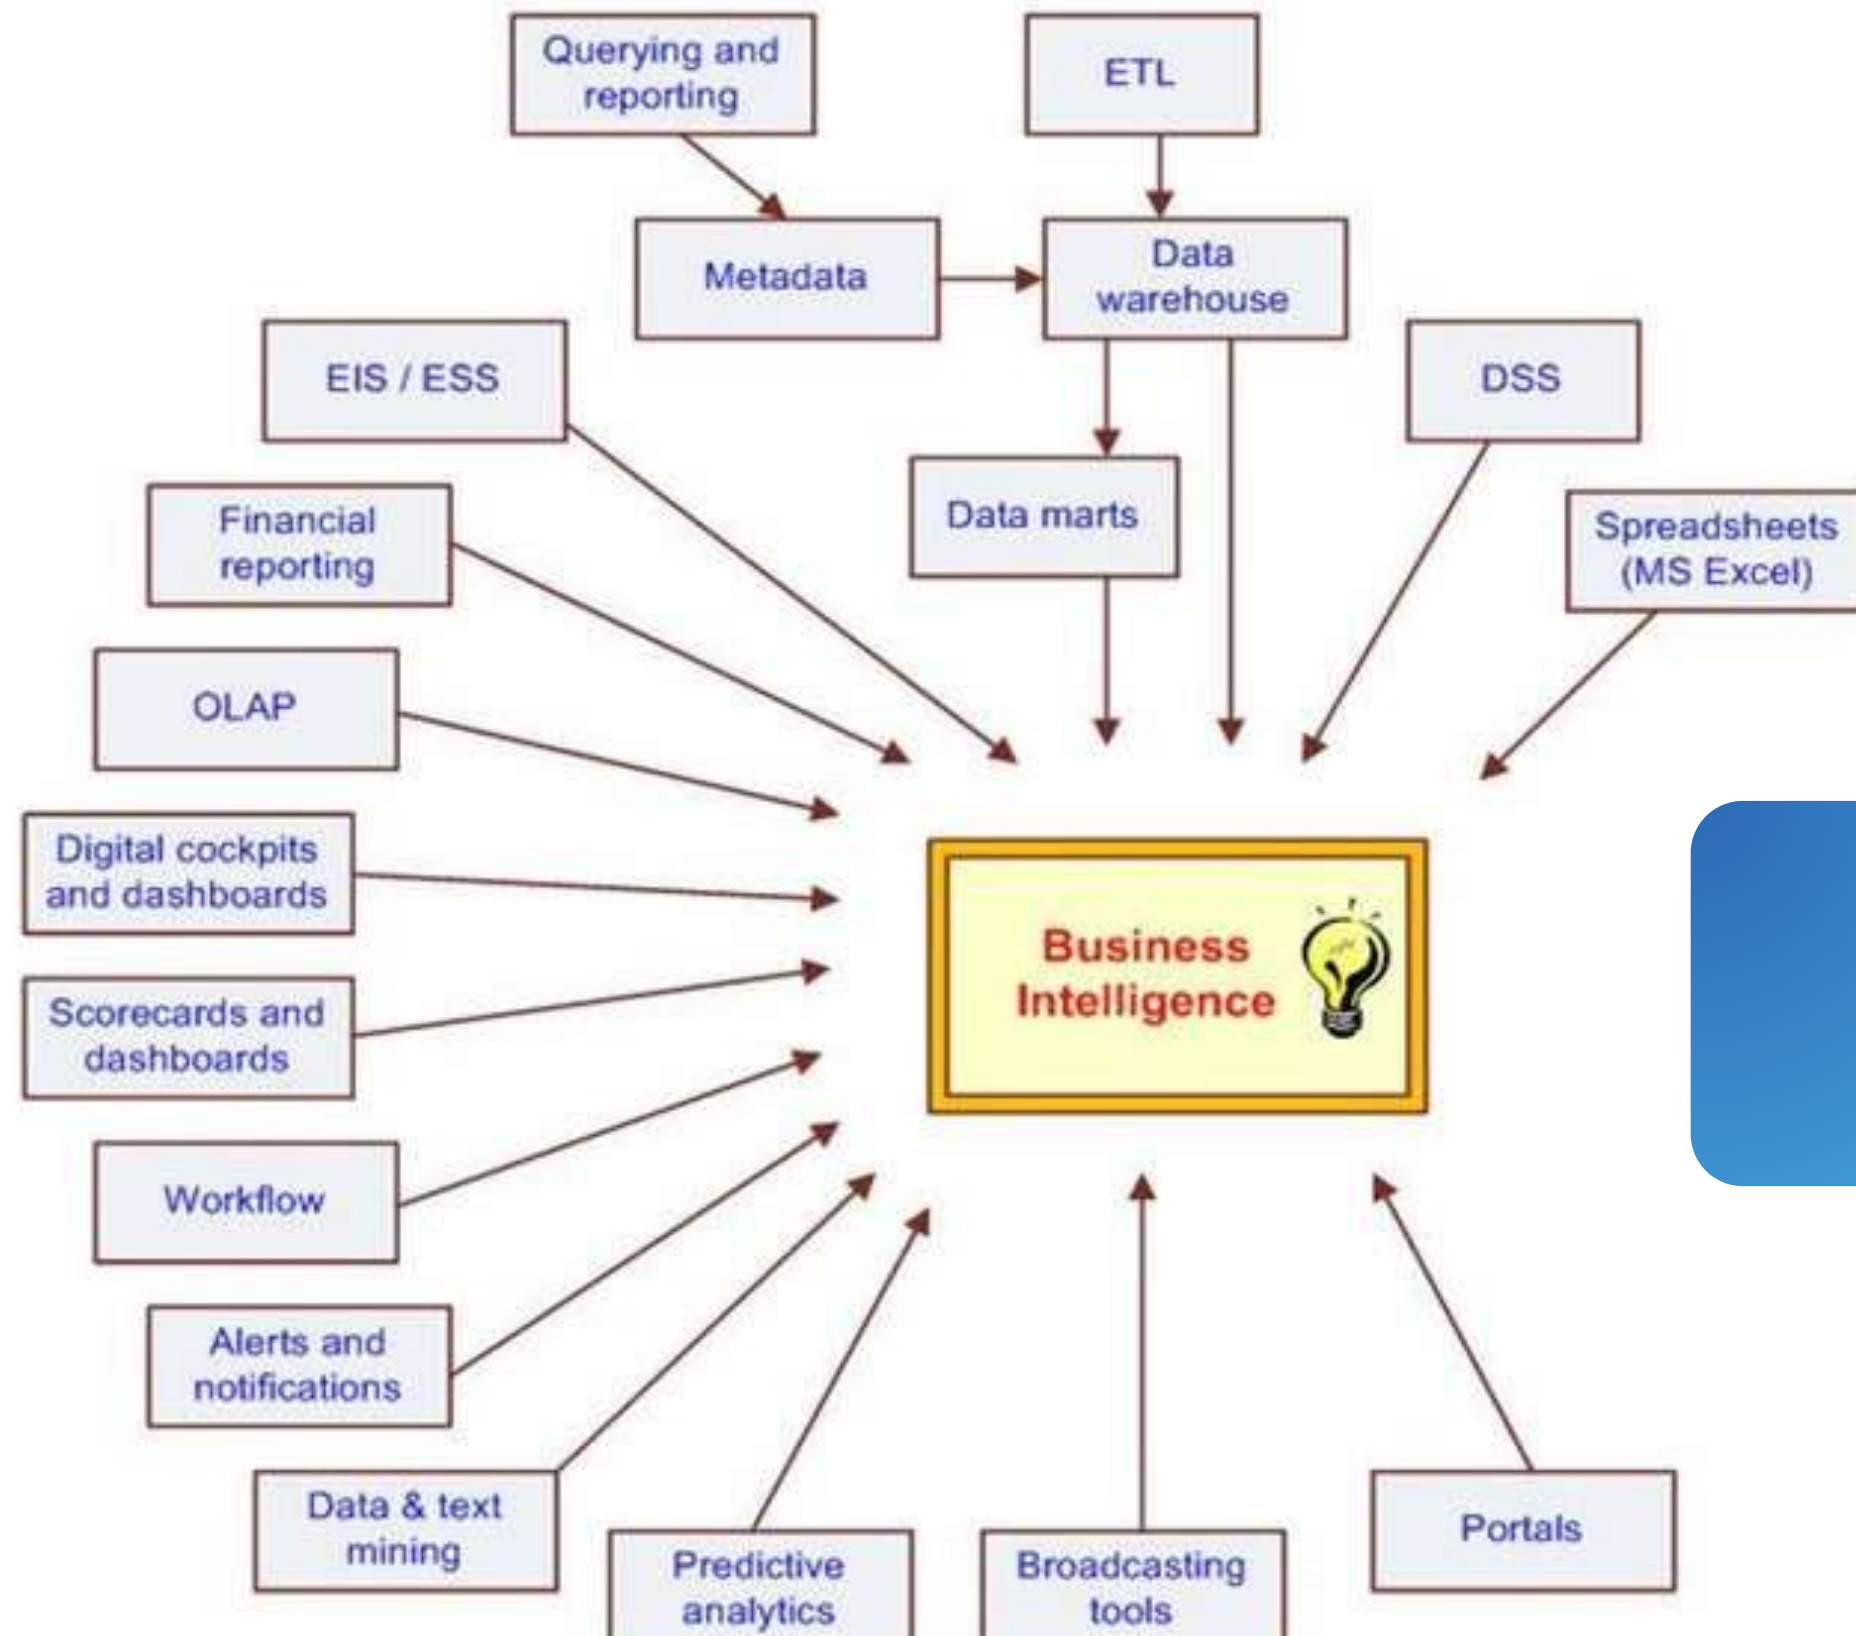 Querying and
reporting
ETL
Metadata
Data
warehouse
EIS / ESS
DSS
Financial
reporting
Data marts
Spreadsheets
(MS Excel)
OLAP
Digital cockpits
and dashboards
Business
Intelligence
Scorecards and
dashboards
Workflow
Alerts and
notifications
Data & text
mining
Predictive
analytics
Broadcasting
tools
Portals